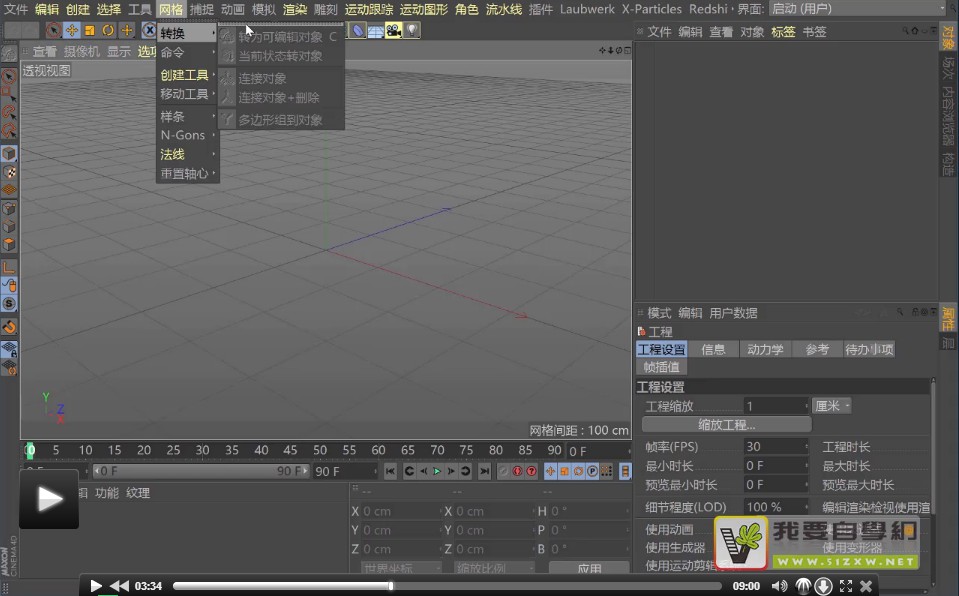 文件 编辑 创建 选择 工具 网格 捕捉 动画 模拟 渲染 雕刻 运动跟踪 运动图形 角色 流水线 插件 Laubwerk X-Particles Redshi 界面: 启动 (用户)
查看 摄像机 显示 选项
透视视图
转换
命令
创建工具
移动工具
样条
N-Gons
法线
重置轴心
转为可编辑对象 C
当前状态转对象
连接对象
连接对象+删除
多边形组到对象
文件 编辑 查看 对象 标签 书签
对象
场次
内容浏览器
构造
Y
Z
X
网格间距 : 100 cm
0 5 10 15 20 25 30 35 40 45 50 55 60 65 70 75 80 85 90 0 F
0 F 0 F 90 F 90 F
功能 纹理
-- -- --
X 0 cm X 0 cm H 0 °
Y 0 cm Y 0 cm P 0 °
Z 0 cm Z 0 cm B 0 °
世界坐标 缩放比例 应用
模式 编辑 用户数据
工程
工程设置 信息 动力学 参考 待办事项
帧插值
属性
层
工程设置
工程缩放 1 厘米
缩放工程...
帧率(FPS) 30 工程时长
最小时长 0 F 最大时长
预览最小时长 0 F 预览最大时长
细节程度(LOD) 100 % 编辑渲染检视使用渲
使用动画
使用生成器 使用变形器
使用运动剪辑
我要自學網
WWW.51ZXW.NET
MAXON
CINEMA 4D
03:34 09:00